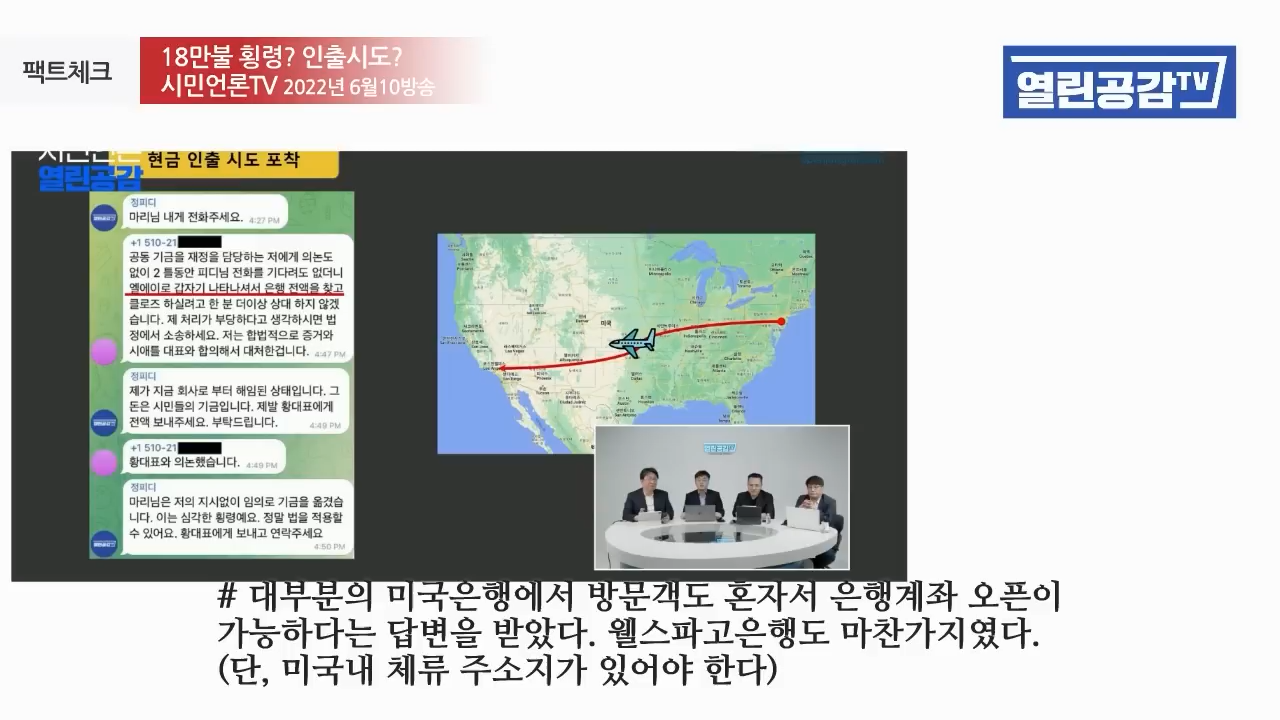 팩트체크
18만불 횡령? 인출시도?
시민언론TV 2022년 6월10방송
열린공감TV
현금 인출 시도 포착
열린공감
정피디
마리님 내게 전화주세요. 4:27 PM
+1 510-21
공동 기금을 재정을 담당하는 저에게 의논도
없이 2 틀동안 피디님 전화를 기다려도 없더니
엘에이로 갑자기 나타나셔서 은행 전액을 찾고
클로즈 하실려고 한 분 더이상 상대 하지 않겠
습니다. 제 처리가 부당하다고 생각하시면 법
정에서 소송하세요. 저는 합법적으로 증거와
시애틀 대표와 합의해서 대처한겁니다. 4:47 PM
정피디
제가 지금 회사로 부터 해임된 상태입니다. 그
돈은 시민들의 기금입니다. 제발 황대표에게
전액 보내주세요. 부탁드립니다. 4:49 PM
+1 510-21
황대표와 의논했습니다. 4:49 PM
정피디
마리님은 저의 지시없이 임의로 기금을 옮겼습
니다. 이는 심각한 횡령예요. 정말 법을 적용할
수 있어요. 황대표에게 보내고 연락주세요
4:50 PM
미국
# 대부분의 미국은행에서 방문객도 혼자서 은행계좌 오픈이
가능하다는 답변을 받았다. 웰스파고은행도 마찬가지였다.
(단, 미국내 체류 주소지가 있어야 한다)